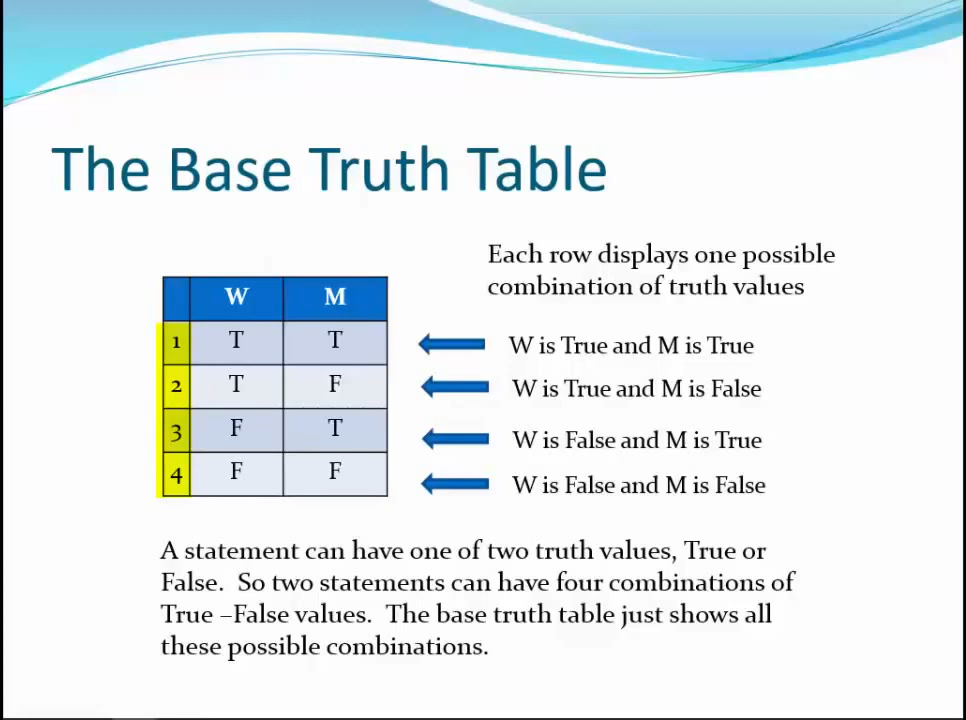 The Base Truth Table
Each row displays one possible
combination of truth values
W M
1 T T
W is True and M is True
2 T F
W is True and M is False
3 F T
W is False and M is True
4 F F
W is False and M is False
A statement can have one of two truth values, True or
False.  So two statements can have four combinations of
True –False values.  The base truth table just shows all
these possible combinations.